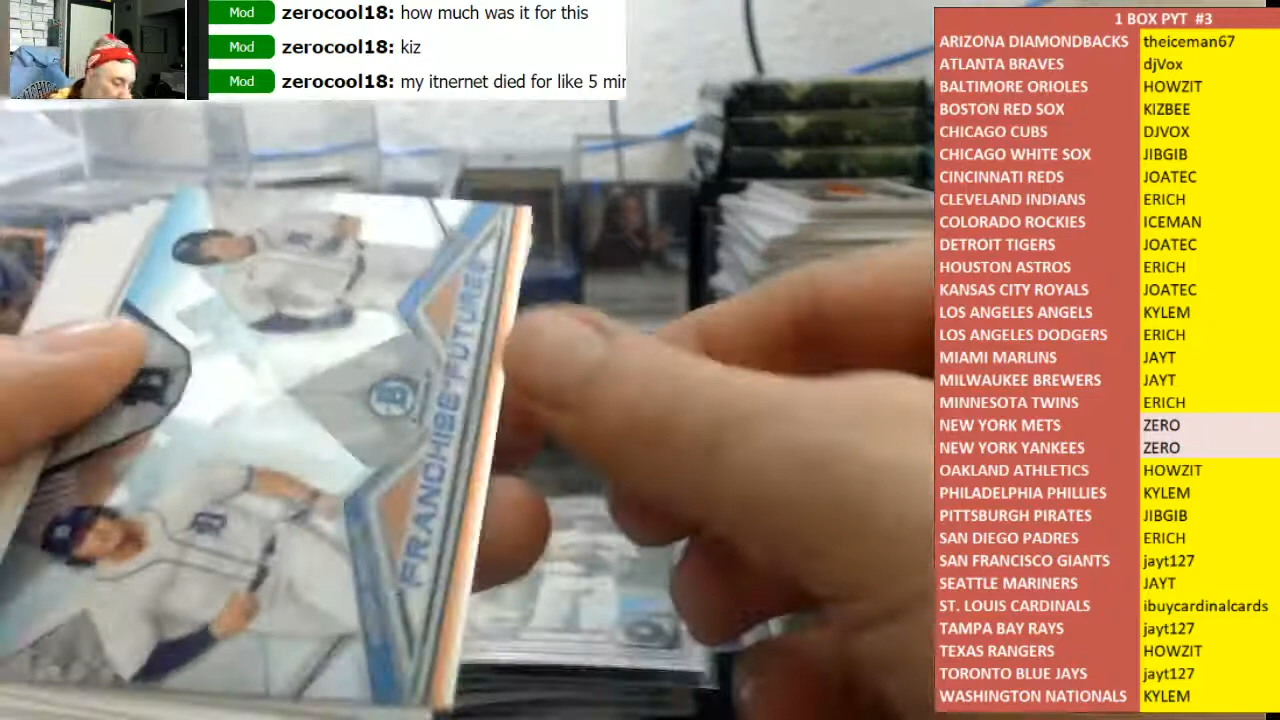 Mod zerocool18: how much was it for this
Mod zerocool18: kiz
Mod zerocool18: my itnernet died for like 5 mir
1 BOX PYT #3
ARIZONA DIAMONDBACKS theiceman67
ATLANTA BRAVES djVox
BALTIMORE ORIOLES HOWZIT
BOSTON RED SOX KIZBEE
CHICAGO CUBS DJVOX
CHICAGO WHITE SOX JIBGIB
CINCINNATI REDS JOATEC
CLEVELAND INDIANS ERICH
COLORADO ROCKIES ICEMAN
DETROIT TIGERS JOATEC
HOUSTON ASTROS ERICH
KANSAS CITY ROYALS JOATEC
LOS ANGELES ANGELS KYLEM
LOS ANGELES DODGERS ERICH
MIAMI MARLINS JAYT
MILWAUKEE BREWERS JAYT
MINNESOTA TWINS ERICH
NEW YORK METS ZERO
NEW YORK YANKEES ZERO
OAKLAND ATHLETICS HOWZIT
PHILADELPHIA PHILLIES KYLEM
PITTSBURGH PIRATES JIBGIB
SAN DIEGO PADRES ERICH
SAN FRANCISCO GIANTS jayt127
SEATTLE MARINERS JAYT
ST. LOUIS CARDINALS ibuycardinalcards
TAMPA BAY RAYS jayt127
TEXAS RANGERS HOWZIT
TORONTO BLUE JAYS jayt127
WASHINGTON NATIONALS KYLEM
FRANCHISE FUTURES